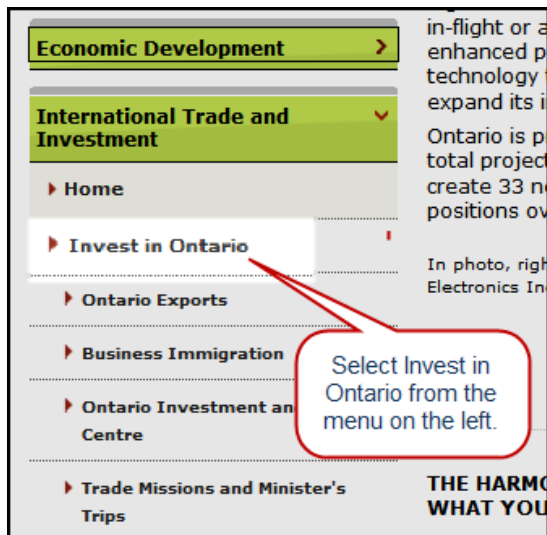 Economic Development
International Trade and
Investment
Home
Invest in Ontario
Ontario Exports
Business Immigration
Ontario Investment and
Centre
Trade Missions and Minister's
Trips
Select Invest in
Ontario from the
menu on the left.
in-flight or a
enhanced p
technology
expand its i
Ontario is p
total project
create 33 n
positions ov
In photo, righ
Electronics In
THE HARMO
WHAT YOU